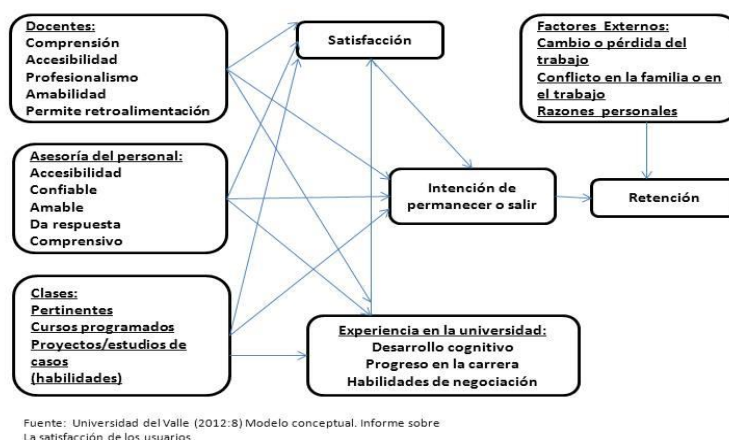 Docentes:
Comprensión
Accesibilidad
Profesionalismo
Amabilidad
Permite retroalimentación
Satisfacción
Factores Externos:
Cambio o pérdida del
trabajo
Conflicto en la familia o en
el trabajo
Razones personales
Asesoría del personal:
Accesibilidad
Confiable
Amable
Da respuesta
Comprensivo
Intención de
permanecer o salir
Retención
Clases:
Pertinentes
Cursos programados
Proyectos/estudios de
casos
(habilidades)
Experiencia en la universidad:
Desarrollo cognitivo
Progreso en la carrera
Habilidades de negociación
Fuente: Universidad del Valle (2012:8) Modelo conceptual. Informe sobre
La satisfacción de los usuarios